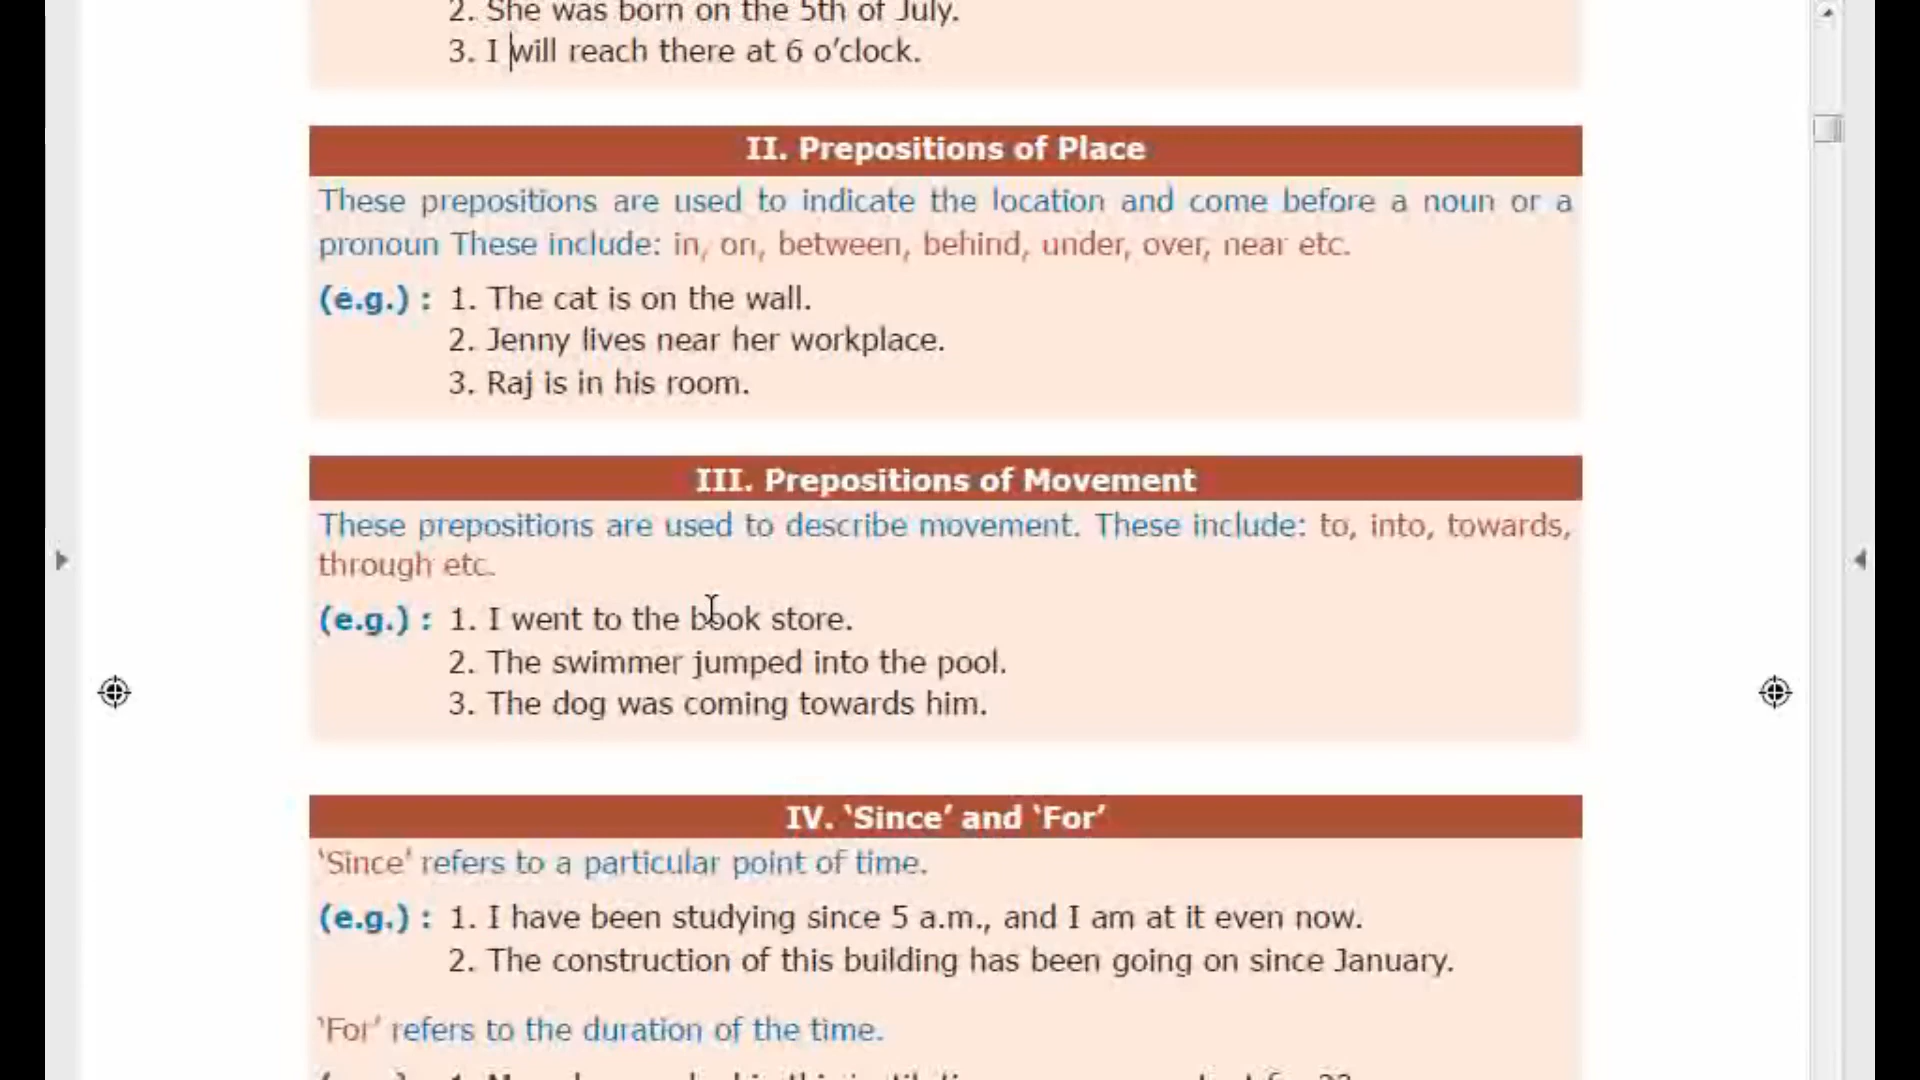 2. She was born on the 5th of July.
3. I will reach there at 6 o’clock.
II. Prepositions of Place
These prepositions are used to indicate the location and come before a noun or a
pronoun These include: in, on, between, behind, under, over, near etc.
(e.g.) : 1. The cat is on the wall.
2. Jenny lives near her workplace.
3. Raj is in his room.
III. Prepositions of Movement
These prepositions are used to describe movement. These include: to, into, towards,
through etc.
(e.g.) : 1. I went to the book store.
2. The swimmer jumped into the pool.
3. The dog was coming towards him.
IV. ‘Since’ and ‘For’
‘Since’ refers to a particular point of time.
(e.g.) : 1. I have been studying since 5 a.m., and I am at it even now.
2. The construction of this building has been going on since January.
‘For’ refers to the duration of the time.